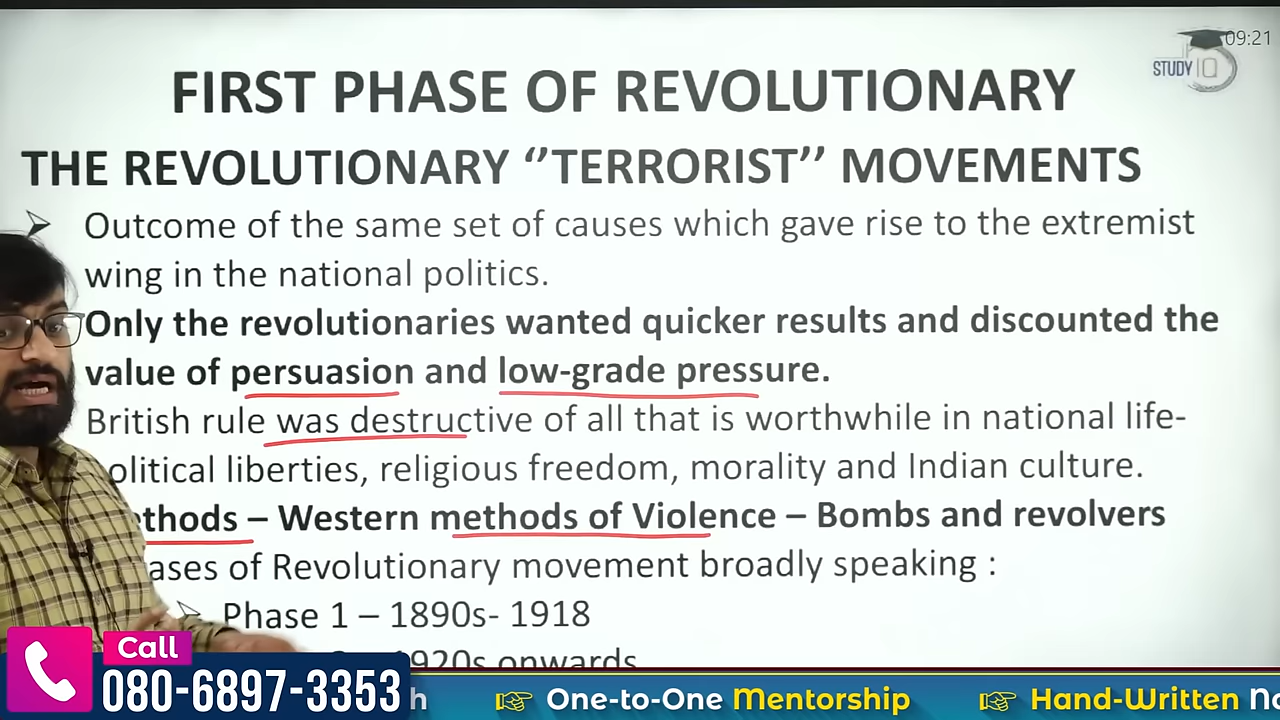 09:21
STUDY IQ
FIRST PHASE OF REVOLUTIONARY
THE REVOLUTIONARY ‘’TERRORIST’’ MOVEMENTS
Outcome of the same set of causes which gave rise to the extremist
wing in the national politics.
Only the revolutionaries wanted quicker results and discounted the
value of persuasion and low-grade pressure.
British rule was destructive of all that is worthwhile in national life-
olitical liberties, religious freedom, morality and Indian culture.
thods – Western methods of Violence – Bombs and revolvers
ases of Revolutionary movement broadly speaking :
Phase 1 – 1890s- 1918
1920s onwards
Call
080-6897-3353
h One-to-One Mentorship Hand-Written No